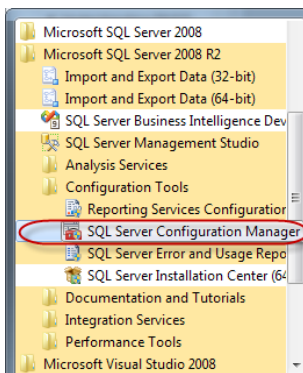 Microsoft SQL Server 2008
Microsoft SQL Server 2008 R2
Import and Export Data (32-bit)
Import and Export Data (64-bit)
SQL Server Business Intelligence Dev
SQL Server Management Studio
Analysis Services
Configuration Tools
Reporting Services Configuration
SQL Server Configuration Manager
SQL Server Error and Usage Repo
SQL Server Installation Center (64
Documentation and Tutorials
Integration Services
Performance Tools
Microsoft Visual Studio 2008